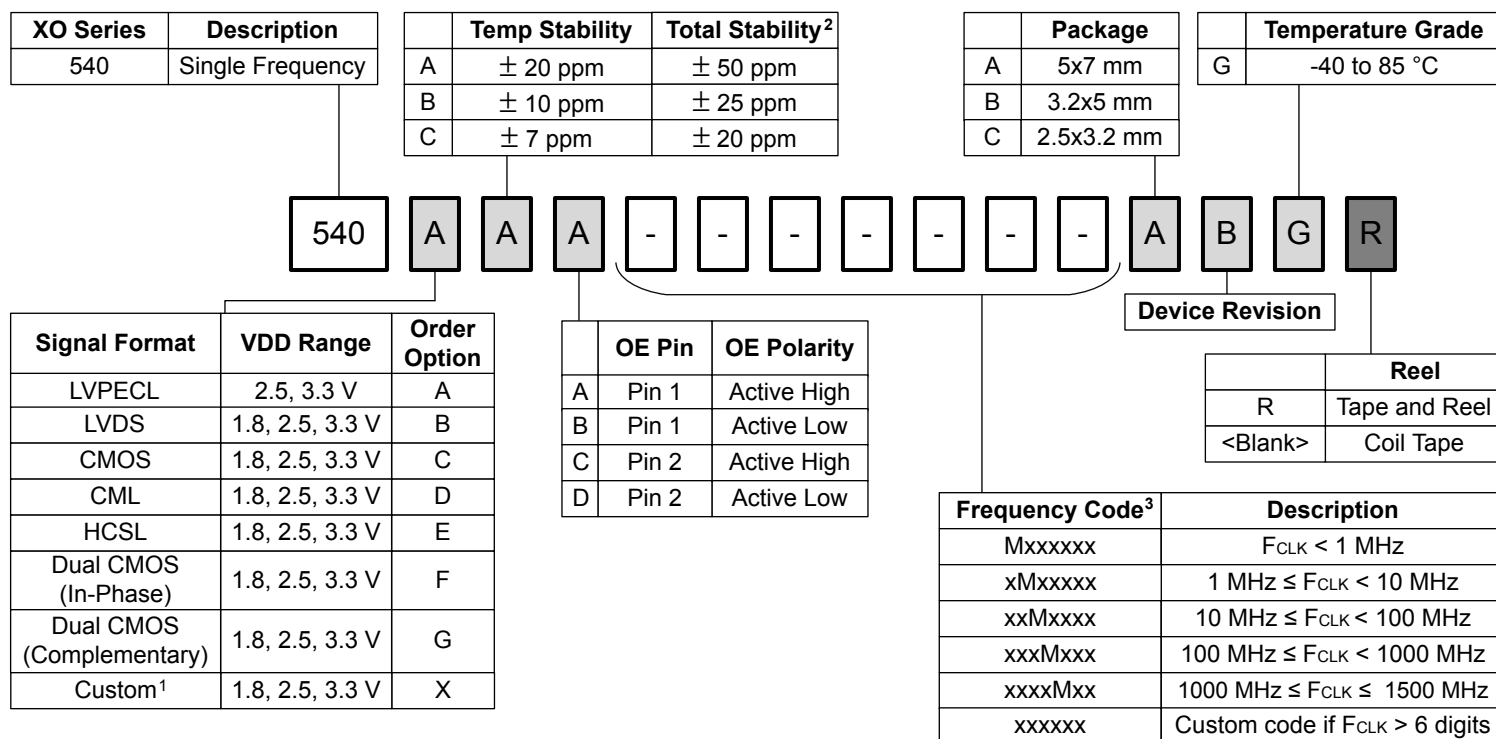 XO Series Description
540 Single Frequency
Temp Stability Total Stability²
A ± 20 ppm ± 50 ppm
B ± 10 ppm ± 25 ppm
C ± 7 ppm ± 20 ppm
Package
A 5x7 mm
B 3.2x5 mm
C 2.5x3.2 mm
Temperature Grade
G -40 to 85 °C
540 A A A - - - - - - - A B G R
Signal Format VDD Range Order
Option
LVPECL 2.5, 3.3 V A
LVDS 1.8, 2.5, 3.3 V B
CMOS 1.8, 2.5, 3.3 V C
CML 1.8, 2.5, 3.3 V D
HCSL 1.8, 2.5, 3.3 V E
Dual CMOS
(In-Phase) 1.8, 2.5, 3.3 V F
Dual CMOS
(Complementary) 1.8, 2.5, 3.3 V G
Custom¹ 1.8, 2.5, 3.3 V X
OE Pin OE Polarity
A Pin 1 Active High
B Pin 1 Active Low
C Pin 2 Active High
D Pin 2 Active Low
Device Revision
Reel
R Tape and Reel
<Blank> Coil Tape
Frequency Code³ Description
Mxxxxxx FCLK < 1 MHz
xMxxxxx 1 MHz ≤ FCLK < 10 MHz
xxMxxxx 10 MHz ≤ FCLK < 100 MHz
xxxMxxx 100 MHz ≤ FCLK < 1000 MHz
xxxxMxx 1000 MHz ≤ FCLK ≤ 1500 MHz
xxxxxx Custom code if FCLK > 6 digits